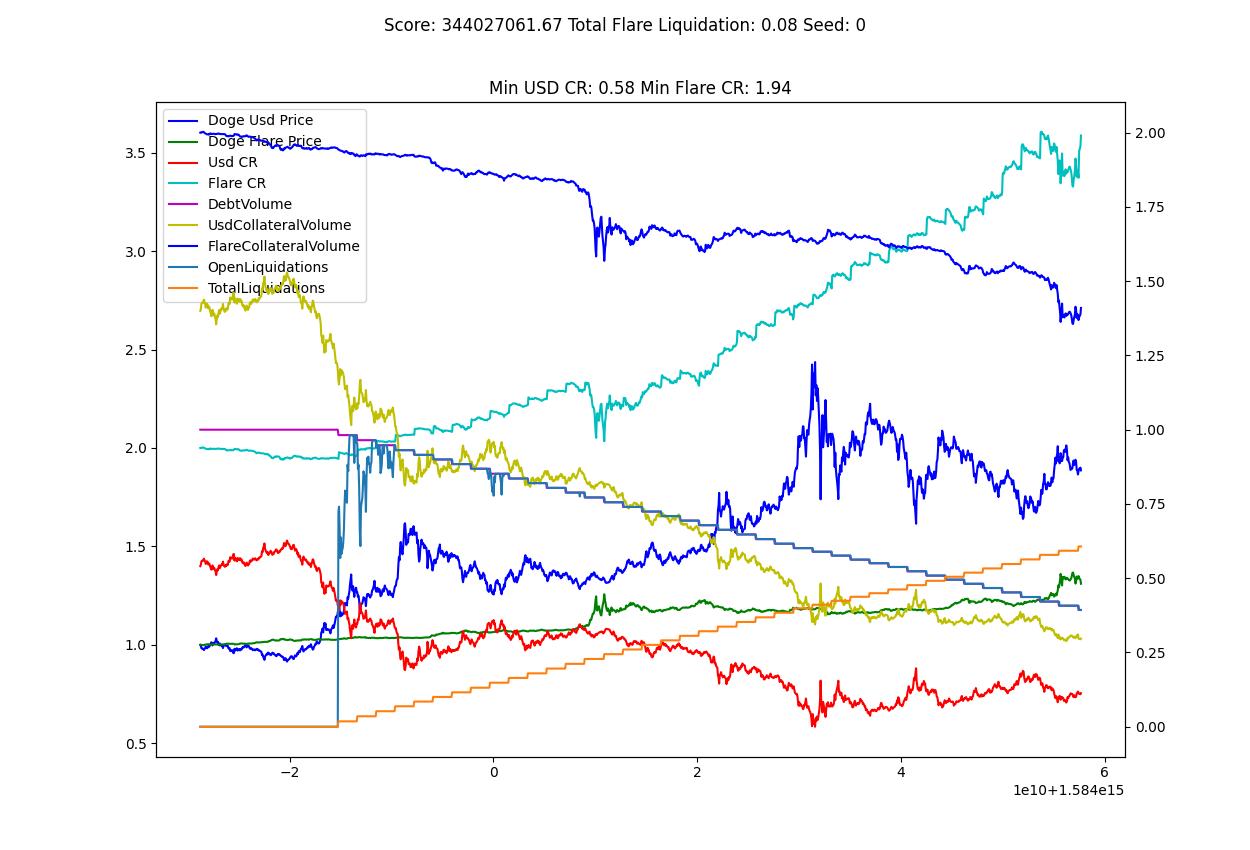 Score: 344027061.67 Total Flare Liquidation: 0.08 Seed: 0
Min USD CR: 0.58 Min Flare CR: 1.94
Doge Usd Price
Doge Flare Price
Usd CR
Flare CR
DebtVolume
UsdCollateralVolume
FlareCollateralVolume
OpenLiquidations
TotalLiquidations
3.5
3.0
2.5
2.0
1.5
1.0
0.5
2.00
1.75
1.50
1.25
1.00
0.75
0.50
0.25
0.00
−2
0
2
4
6
1e10+1.584e15